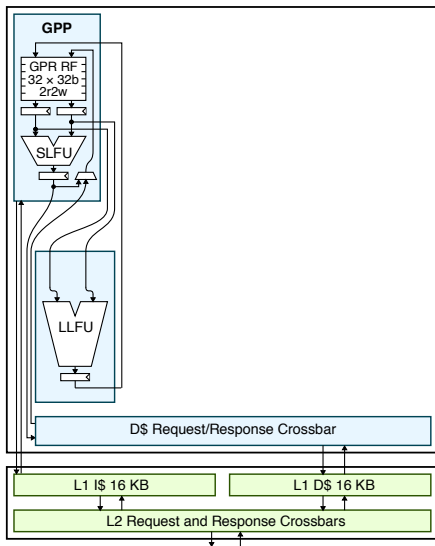 GPP
GPR RF
32 × 32b
2r2w
SLFU
LLFU
D$ Request/Response Crossbar
L1 I$ 16 KB
L1 D$ 16 KB
L2 Request and Response Crossbars